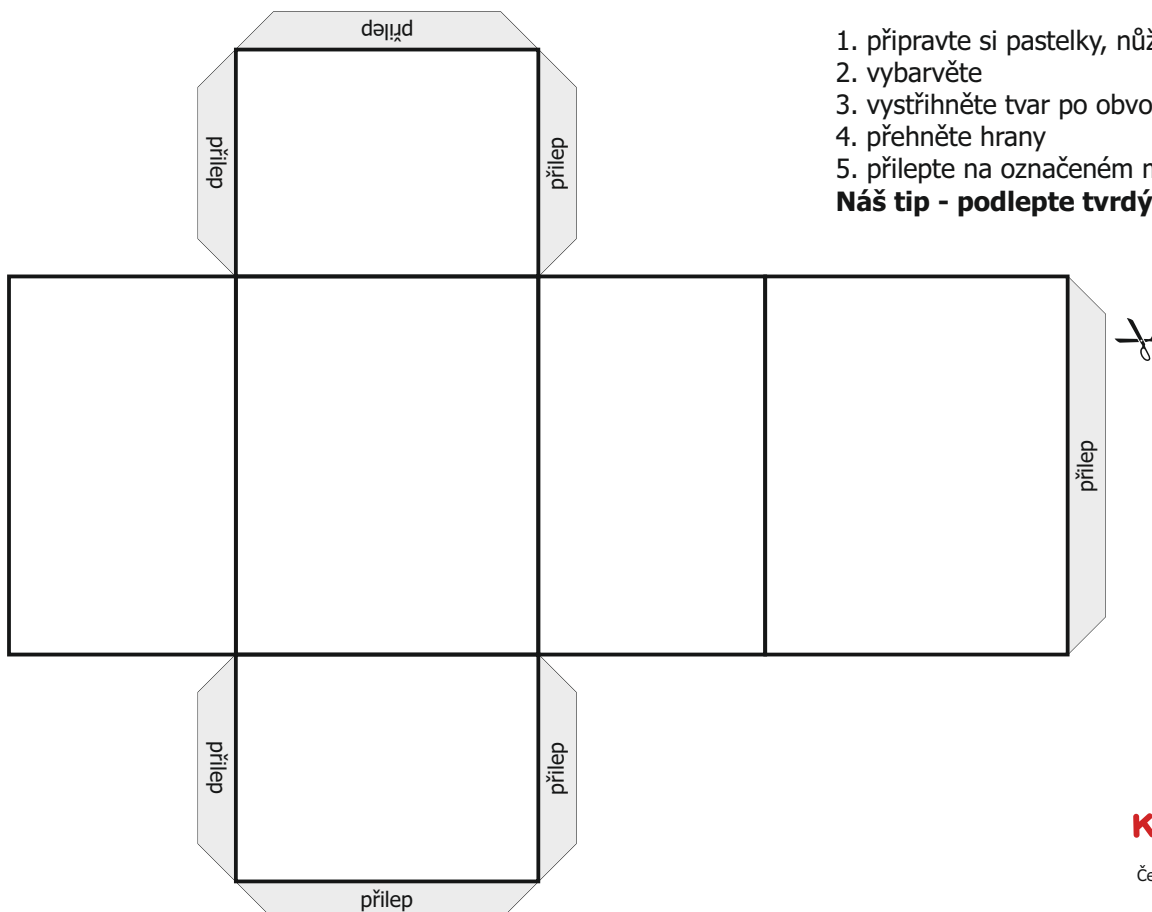 přilep
1. připravte si pastelky,
2. vybarvěte
3. vystřihněte tvar po
4. přehněte hrany
5. přilepte na označeném
Náš tip - podlepte
přilep
přilep
přilep
přilep
přilep
přilep